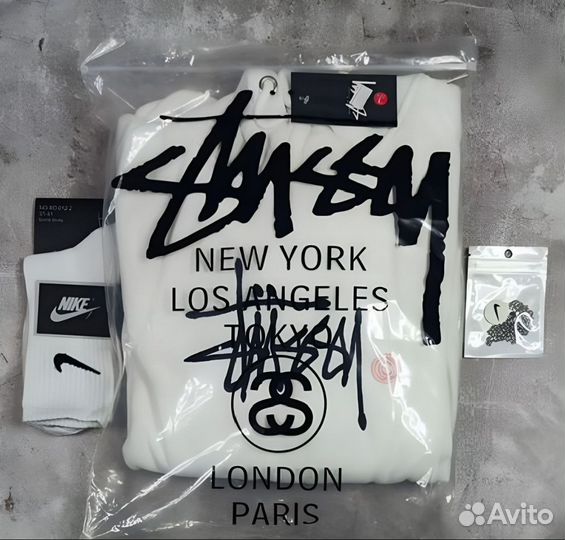 STUSSY
NEW YORK
LOS ANGELES
TOKYO
STUSSY
LONDON
PARIS
NIKE
Avito